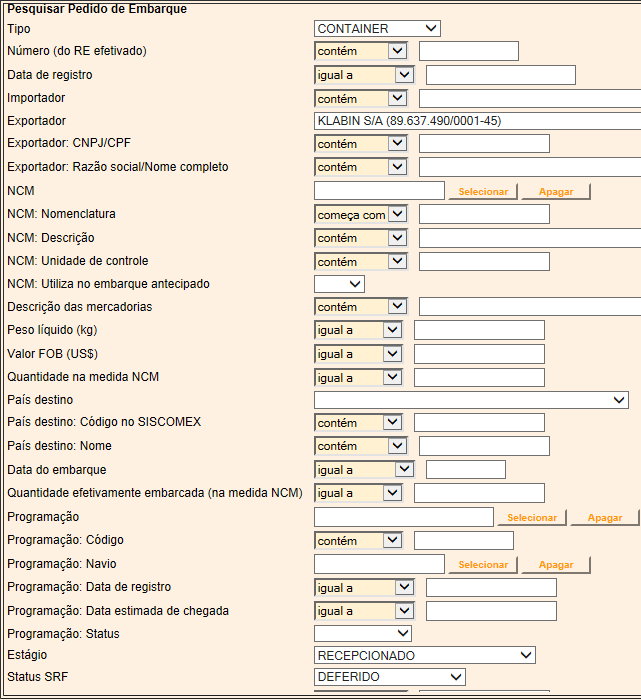 Pesquisar Pedido de Embarque
Tipo CONTAINER
Número (do RE efetivado) contém
Data de registro igual a
Importador contém
Exportador KLABIN S/A (89.637.490/0001-45)
Exportador: CNPJ/CPF contém
Exportador: Razão social/Nome completo contém
NCM Selecionar Apagar
NCM: Nomenclatura começa com
NCM: Descrição contém
NCM: Unidade de controle contém
NCM: Utiliza no embarque antecipado
Descrição das mercadorias contém
Peso líquido (kg) igual a
Valor FOB (US$) igual a
Quantidade na medida NCM igual a
País destino
País destino: Código no SISCOMEX contém
País destino: Nome contém
Data do embarque igual a
Quantidade efetivamente embarcada (na medida NCM) igual a
Programação Selecionar Apagar
Programação: Código contém
Programação: Navio Selecionar Apagar
Programação: Data de registro igual a
Programação: Data estimada de chegada igual a
Programação: Status
Estágio RECEPCIONADO
Status SRF DEFERIDO